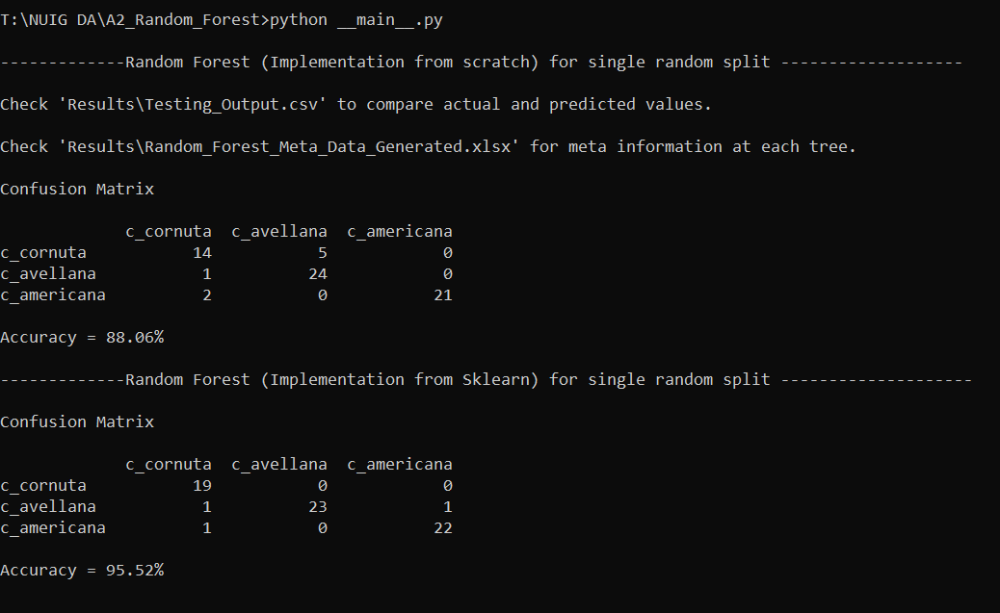 T:\NUIG DA\A2_Random_Forest>python __main__.py
-------------Random Forest (Implementation from scratch) for single random split -------------------
Check 'Results\Testing_Output.csv' to compare actual and predicted values.
Check 'Results\Random_Forest_Meta_Data_Generated.xlsx' for meta information at each tree.
Confusion Matrix
c_cornuta c_avellana c_americana
c_cornuta 14 5 0
c_avellana 1 24 0
c_americana 2 0 21
Accuracy = 88.06%
-------------Random Forest (Implementation from Sklearn) for single random split --------------------
Confusion Matrix
c_cornuta c_avellana c_americana
c_cornuta 19 0 0
c_avellana 1 23 1
c_americana 1 0 22
Accuracy = 95.52%